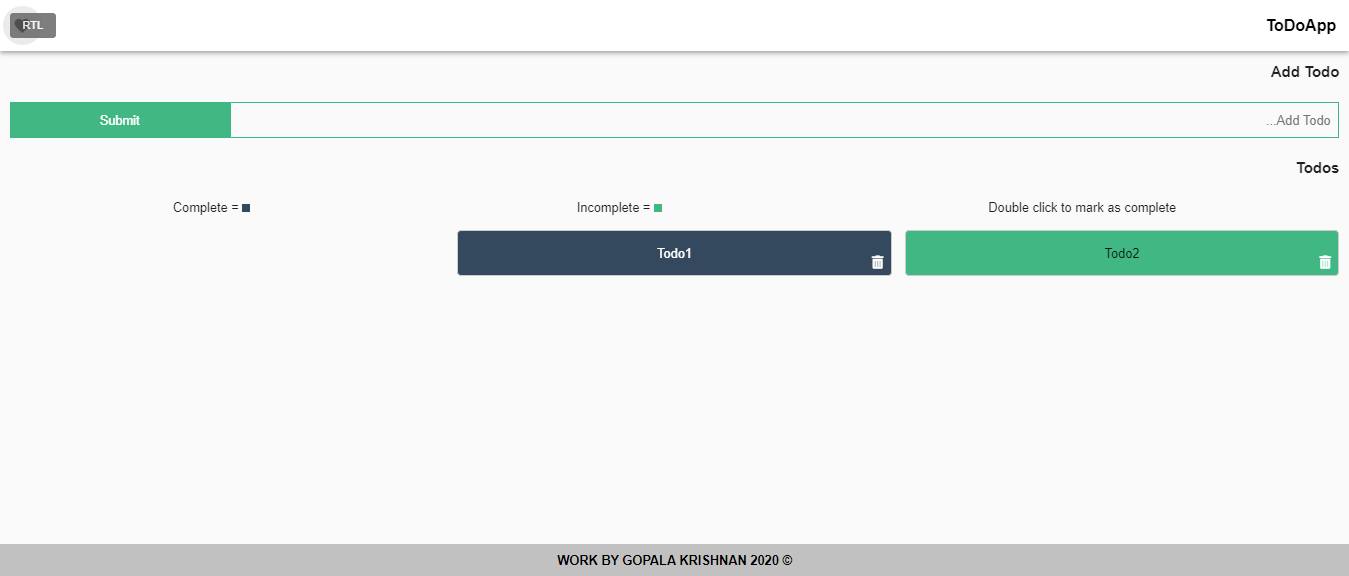 RTL
ToDoApp
Add Todo
Submit
...Add Todo
Todos
Complete =
Incomplete =
Double click to mark as complete
Todo1
Todo2
WORK BY GOPALA KRISHNAN 2020 ©